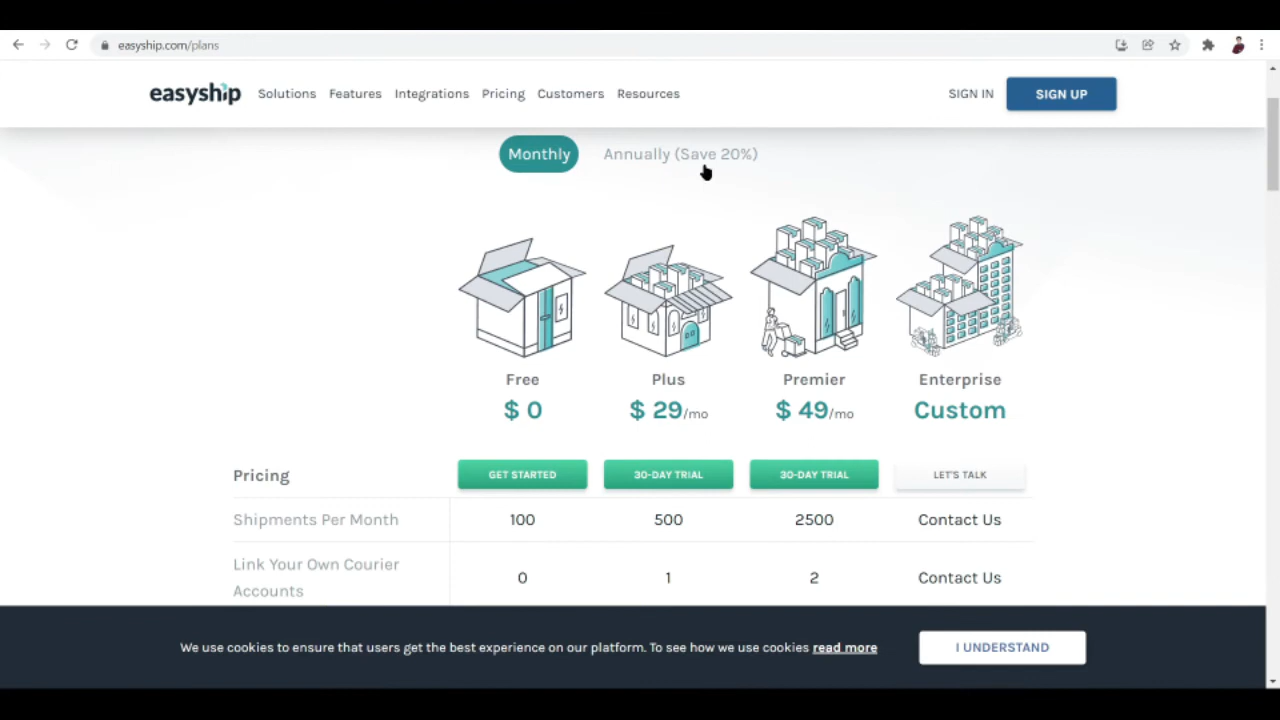 easyship.com/plans
easyship Solutions Features Integrations Pricing Customers Resources SIGN IN SIGN UP
Monthly Annually (Save 20%)
Free Plus Premier Enterprise
$ 0 $ 29/mo $ 49/mo Custom
Pricing GET STARTED 30-DAY TRIAL 30-DAY TRIAL LET'S TALK
Shipments Per Month 100 500 2500 Contact Us
Link Your Own Courier
Accounts 0 1 2 Contact Us
We use cookies to ensure that users get the best experience on our platform. To see how we use cookies read more I UNDERSTAND